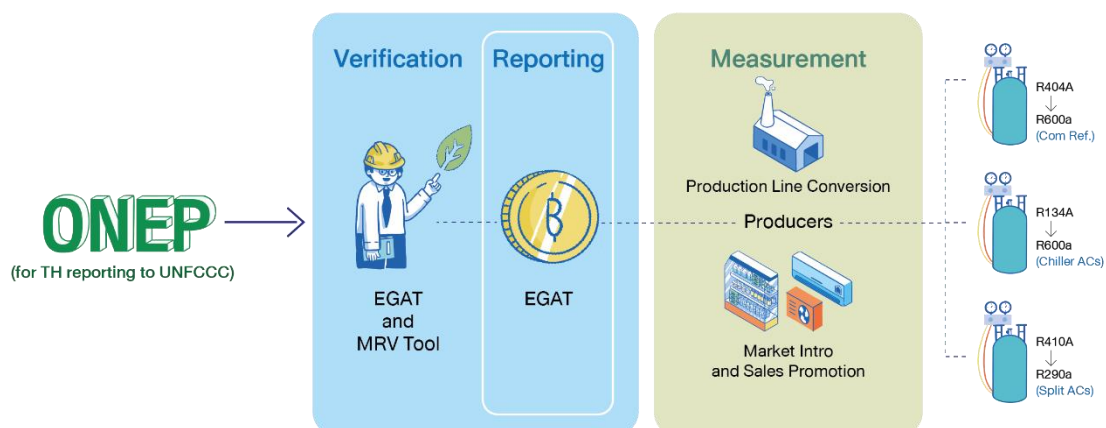 ONEP
(for TH reporting to UNFCCC)
Verification
EGAT
and
MRV Tool
Reporting
฿
EGAT
Measurement
Production Line Conversion
Producers
Market Intro
and Sales Promotion
R404A
R600a
(Com Ref.)
R134A
R600a
(Chiller ACs)
R410A
R290a
(Split ACs)